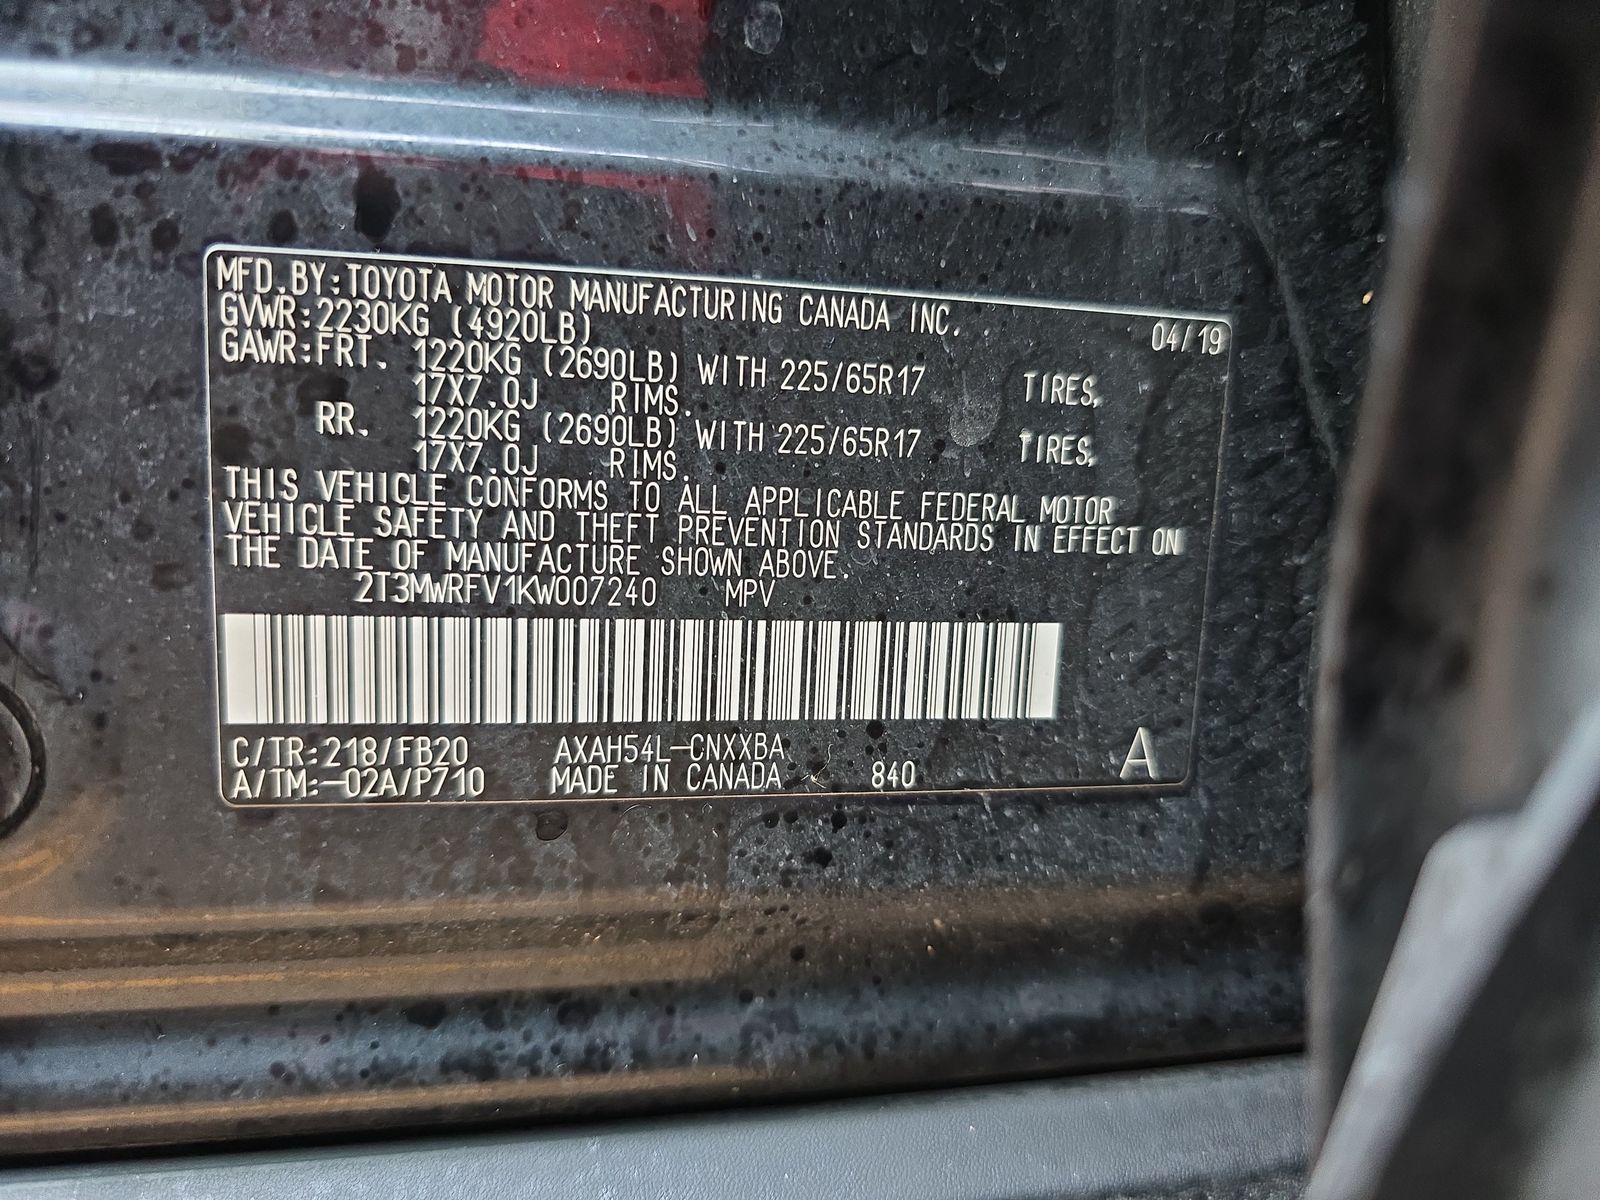 MFD.BY:TOYOTA MOTOR MANUFACTURING CANADA INC. 04/19
GVWR:2230KG (4920LB)
GAWR:FRT. 1220KG (2690LB) WITH 225/65R17 TIRES,
17X7.0J RIMS.
RR. 1220KG (2690LB) WITH 225/65R17 TIRES,
17X7.0J RIMS.
THIS VEHICLE CONFORMS TO ALL APPLICABLE FEDERAL MOTOR
VEHICLE SAFETY AND THEFT PREVENTION STANDARDS IN EFFECT ON
THE DATE OF MANUFACTURE SHOWN ABOVE.
2T3MWRFV1KW007240 MPV
C/TR:218/FB20 AXAH54L-CNXXBA
A/TM:-02A/P710 MADE IN CANADA 840 A